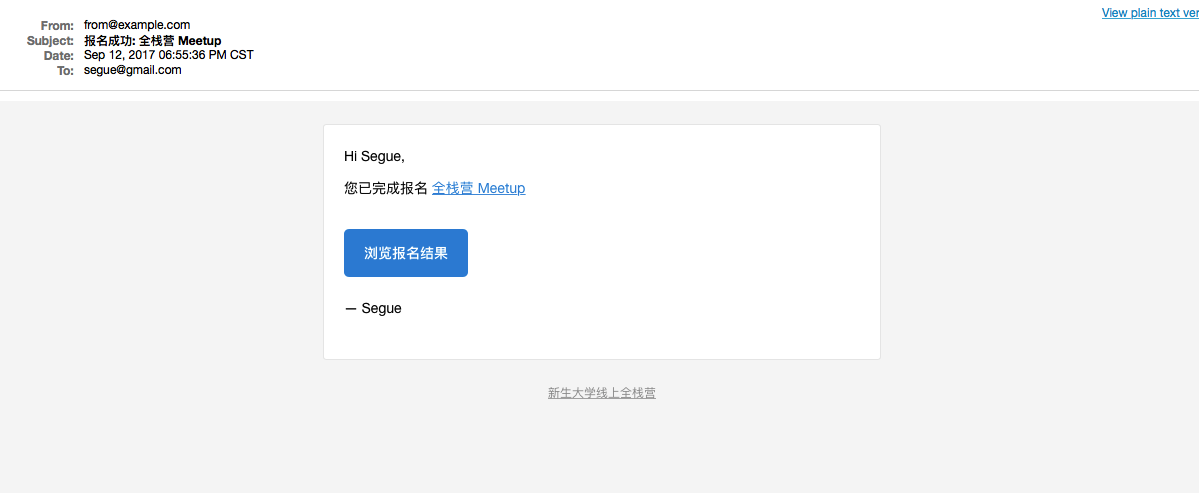 View plain text ver
From: from@example.com
Subject: 报名成功: 全栈营 Meetup
Date: Sep 12, 2017 06:55:36 PM CST
To: segue@gmail.com
Hi Segue,
您已完成报名 全栈营 Meetup
浏览报名结果
— Segue
新生大学线上全栈营